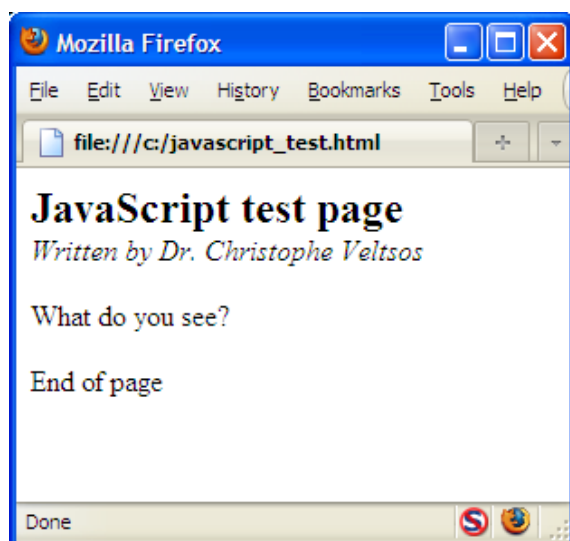 Mozilla Firefox
File Edit View History Bookmarks Tools Help
file:///c:/javascript_test.html
JavaScript test page
Written by Dr. Christophe Veltsos
What do you see?
End of page
Done